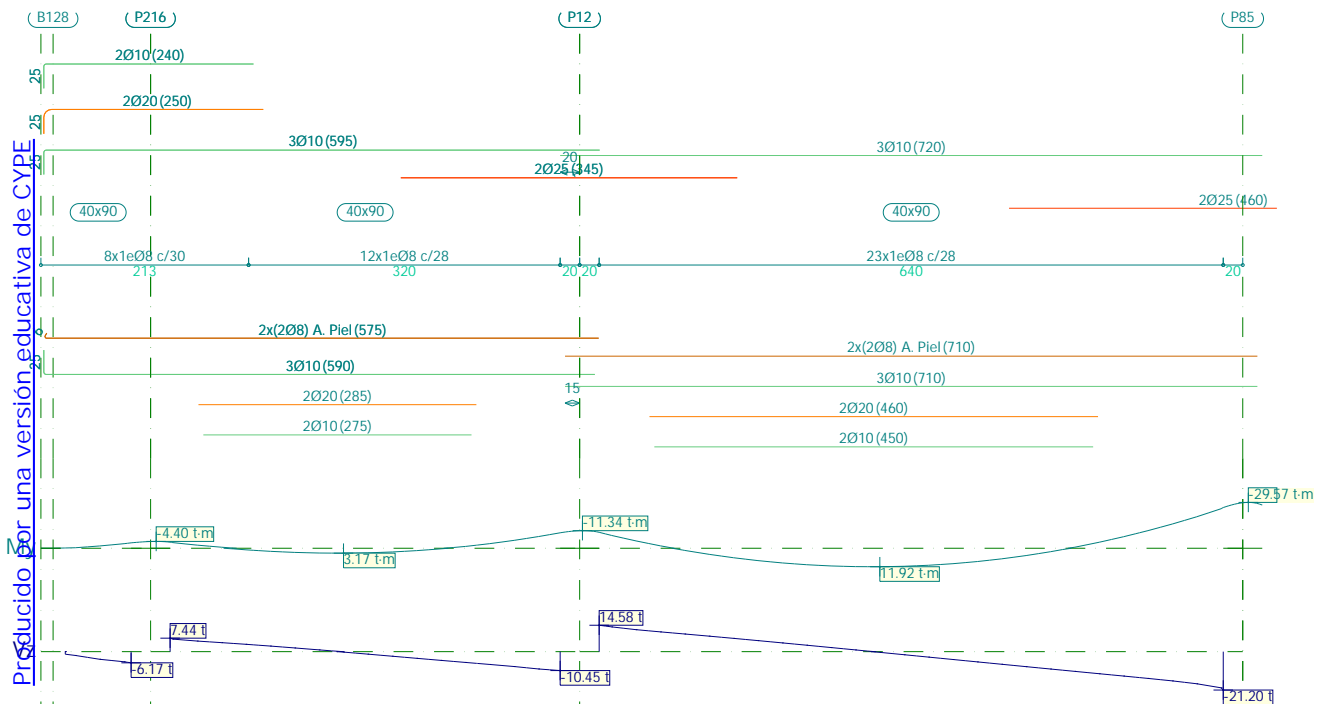 B128
P216
P12
P85
2Ø10(240)
25
2Ø20(250)
25
3Ø10(595)
25
20
3Ø10(720)
2Ø25(345)
2Ø25(460)
40x90
40x90
40x90
8x1eØ8 c/30
12x1eØ8 c/28
23x1eØ8 c/28
213
320
20
20
640
20
2x(2Ø8) A. Piel(575)
2x(2Ø8) A. Piel(710)
3Ø10(590)
3Ø10(710)
15
2Ø20(285)
2Ø20(460)
2Ø10(275)
2Ø10(450)
-29.57 t·m
-11.34 t·m
-4.40 t·m
3.17 t·m
11.92 t·m
14.58 t
7.44 t
-6.17 t
-10.45 t
-21.20 t
Producido por una versión educativa de CYPE